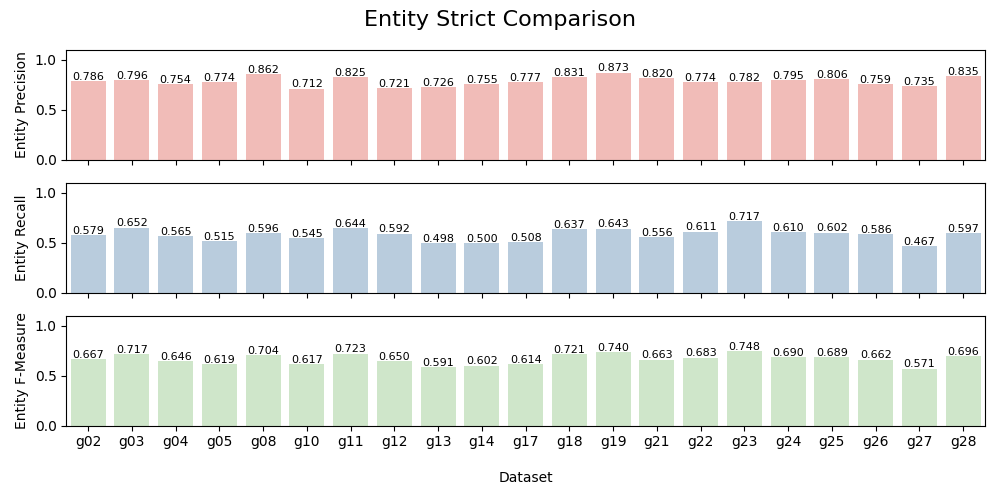 Entity Strict Comparison
Entity Precision
1.0
0.5
0.0
0.786 0.796 0.754 0.774 0.862 0.712 0.825 0.721 0.726 0.755 0.777 0.831 0.873 0.820 0.774 0.782 0.795 0.806 0.759 0.735 0.835
Entity Recall
1.0
0.5
0.0
0.579 0.652 0.565 0.515 0.596 0.545 0.644 0.592 0.498 0.500 0.508 0.637 0.643 0.556 0.611 0.717 0.610 0.602 0.586 0.467 0.597
Entity F-Measure
1.0
0.5
0.0
0.667 0.717 0.646 0.619 0.704 0.617 0.723 0.650 0.591 0.602 0.614 0.721 0.740 0.663 0.683 0.748 0.690 0.689 0.662 0.571 0.696
g02 g03 g04 g05 g08 g10 g11 g12 g13 g14 g17 g18 g19 g21 g22 g23 g24 g25 g26 g27 g28
Dataset